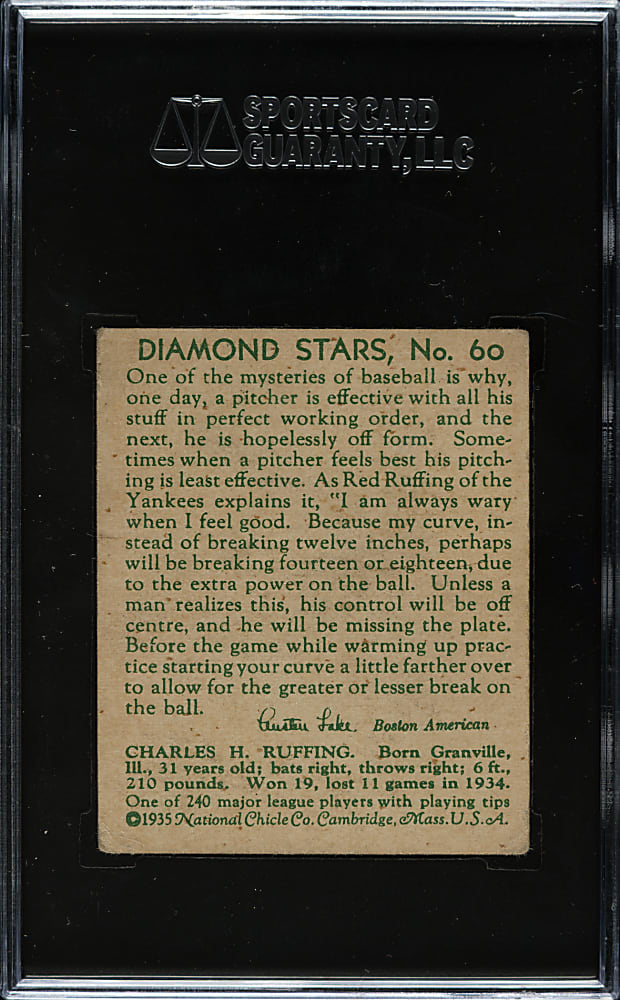 SPORTSCARD
GUARANTY, LLC
DIAMOND STARS, No. 60
One of the mysteries of baseball is why,
one day, a pitcher is effective with all his
stuff in perfect working order, and the
next, he is hopelessly off form. Some-
times when a pitcher feels best his pitch-
ing is least effective. As Red Ruffing of the
Yankees explains it, "I am always wary
when I feel good. Because my curve, in-
stead of breaking twelve inches, perhaps
will be breaking fourteen or eighteen, due
to the extra power on the ball. Unless a
man realizes this, his control will be off
centre, and he will be missing the plate.
Before the game while warming up prac-
tice starting your curve a little farther over
to allow for the greater or lesser break on
the ball.
Austen Lake. Boston American
CHARLES H. RUFFING. Born Granville,
Ill., 31 years old; bats right, throws right; 6 ft.,
210 pounds. Won 19, lost 11 games in 1934.
One of 240 major league players with playing tips
©1935 National Chicle Co. Cambridge, Mass. U.S.A.